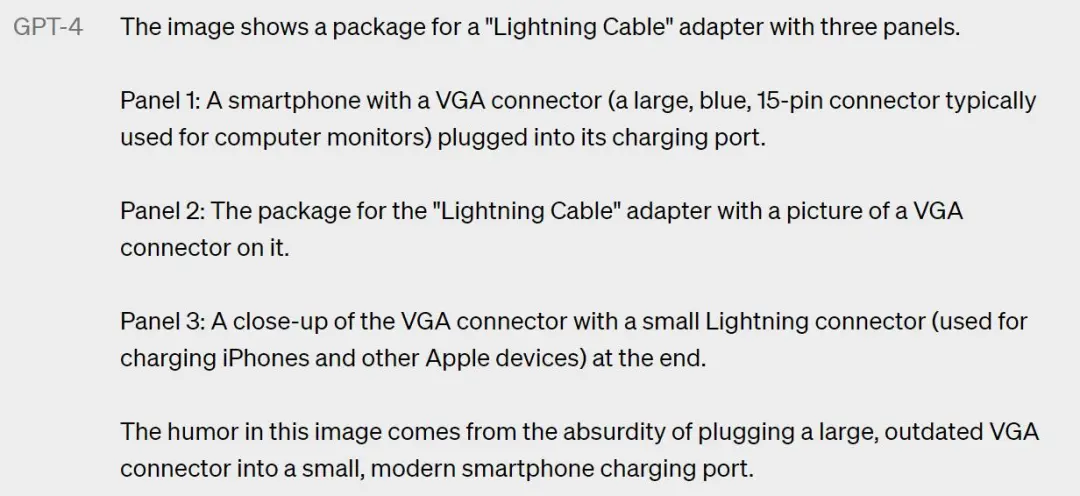 GPT-4 The image shows a package for a "Lightning Cable" adapter with three panels.
Panel 1: A smartphone with a VGA connector (a large, blue, 15-pin connector typically
used for computer monitors) plugged into its charging port.
Panel 2: The package for the "Lightning Cable" adapter with a picture of a VGA
connector on it.
Panel 3: A close-up of the VGA connector with a small Lightning connector (used for
charging iPhones and other Apple devices) at the end.
The humor in this image comes from the absurdity of plugging a large, outdated VGA
connector into a small, modern smartphone charging port.